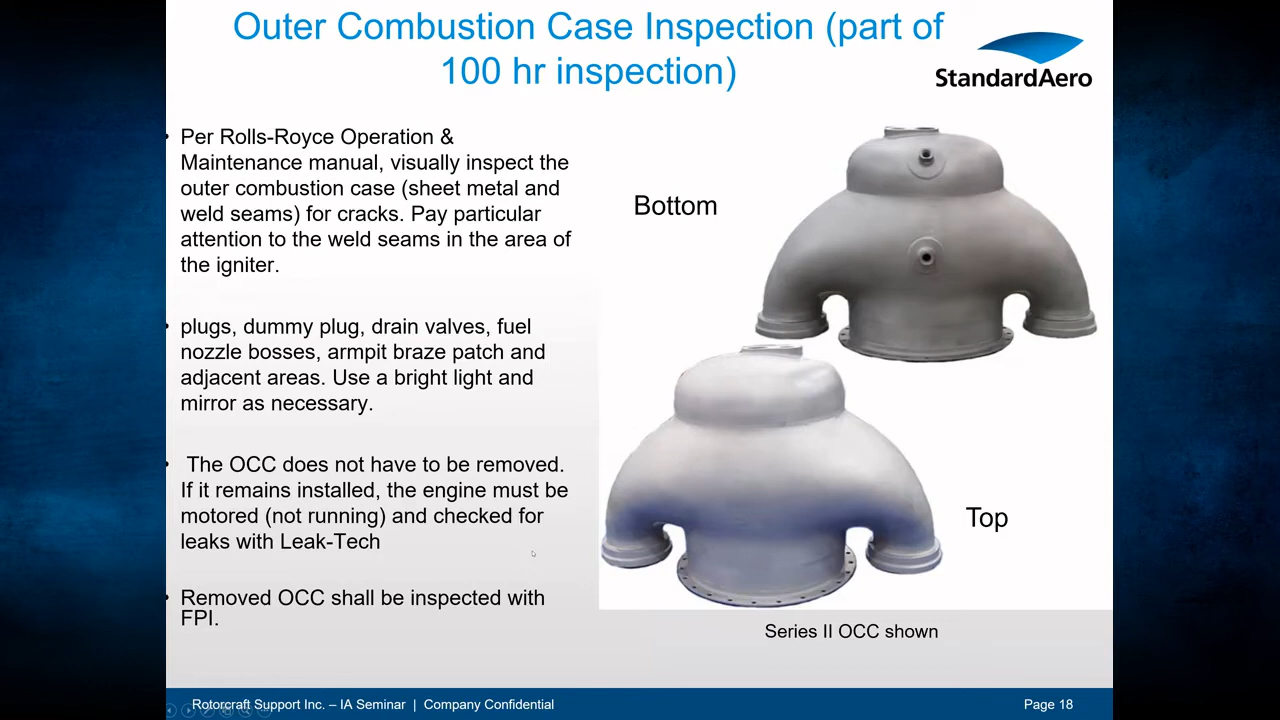 Outer Combustion Case Inspection (part of
100 hr inspection)
StandardAero
• Per Rolls-Royce Operation &
Maintenance manual, visually inspect the
outer combustion case (sheet metal and
weld seams) for cracks. Pay particular
attention to the weld seams in the area of
the igniter.
• plugs, dummy plug, drain valves, fuel
nozzle bosses, armpit braze patch and
adjacent areas. Use a bright light and
mirror as necessary.
• The OCC does not have to be removed.
If it remains installed, the engine must be
motored (not running) and checked for
leaks with Leak-Tech
• Removed OCC shall be inspected with
FPI.
Bottom
Top
Series II OCC shown
Rotorcraft Support Inc. – IA Seminar | Company Confidential
Page 18